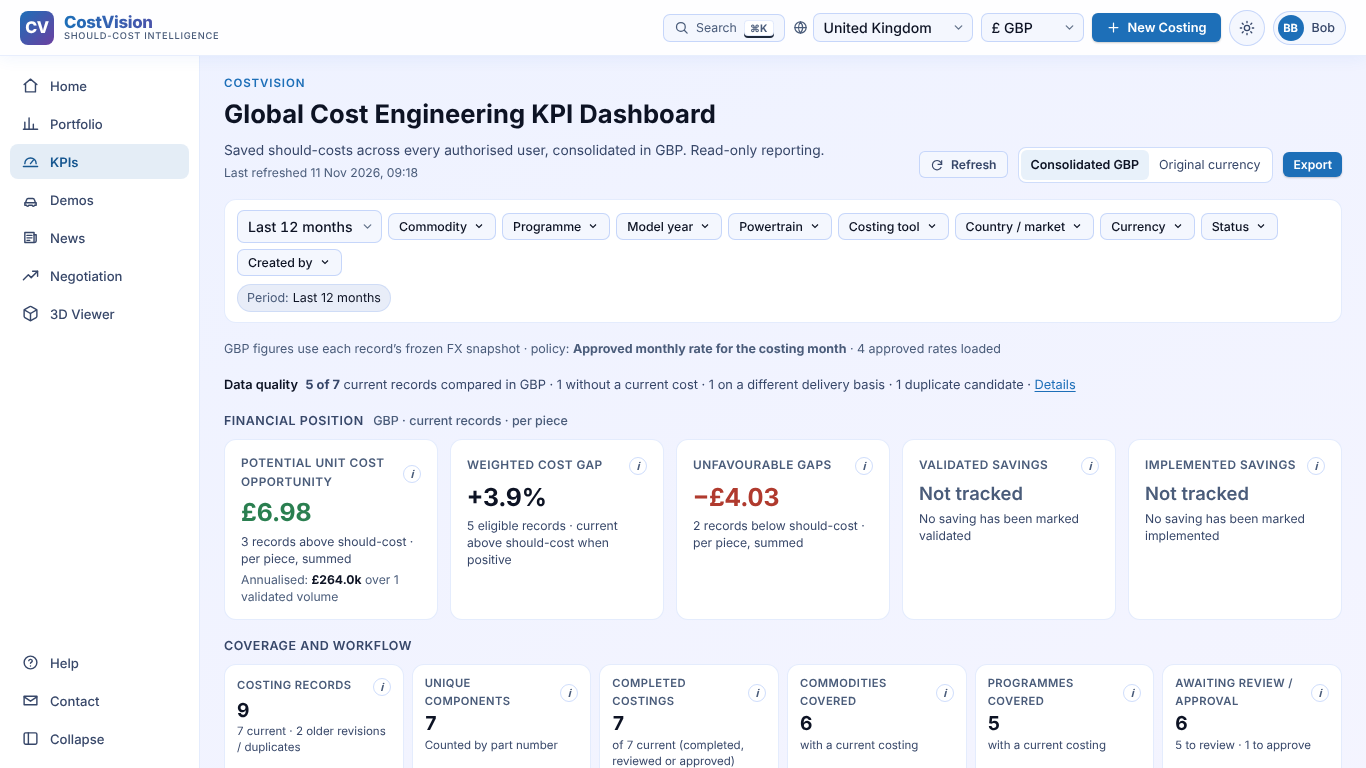 CV
CostVision
SHOULD-COST INTELLIGENCE
Search ⌘K
United Kingdom
£ GBP
+ New Costing
BB
Bob
Home
Portfolio
KPIs
Demos
News
Negotiation
3D Viewer
Help
Contact
Collapse
COSTVISION
Global Cost Engineering KPI Dashboard
Saved should-costs across every authorised user, consolidated in GBP. Read-only reporting.
Last refreshed 11 Nov 2026, 09:18
Refresh
Consolidated GBP
Original currency
Export
Last 12 months
Commodity
Programme
Model year
Powertrain
Costing tool
Country / market
Currency
Status
Created by
Period: Last 12 months
GBP figures use each record’s frozen FX snapshot · policy: Approved monthly rate for the costing month · 4 approved rates loaded
Data quality 5 of 7 current records compared in GBP · 1 without a current cost · 1 on a different delivery basis · 1 duplicate candidate · Details
FINANCIAL POSITION GBP · current records · per piece
POTENTIAL UNIT COST
OPPORTUNITY
i
£6.98
3 records above should-cost ·
per piece, summed
Annualised: £264.0k over 1
validated volume
WEIGHTED COST GAP
i
+3.9%
5 eligible records · current
above should-cost when
positive
UNFAVOURABLE GAPS
i
−£4.03
2 records below should-cost ·
per piece, summed
VALIDATED SAVINGS
i
Not tracked
No saving has been marked
validated
IMPLEMENTED SAVINGS
i
Not tracked
No saving has been marked
implemented
COVERAGE AND WORKFLOW
COSTING RECORDS
i
9
7 current · 2 older revisions
/ duplicates
UNIQUE
COMPONENTS
i
7
Counted by part number
COMPLETED
COSTINGS
i
7
of 7 current (completed,
reviewed or approved)
COMMODITIES
COVERED
i
6
with a current costing
PROGRAMMES
COVERED
i
5
with a current costing
AWAITING REVIEW /
APPROVAL
i
6
5 to review · 1 to approve